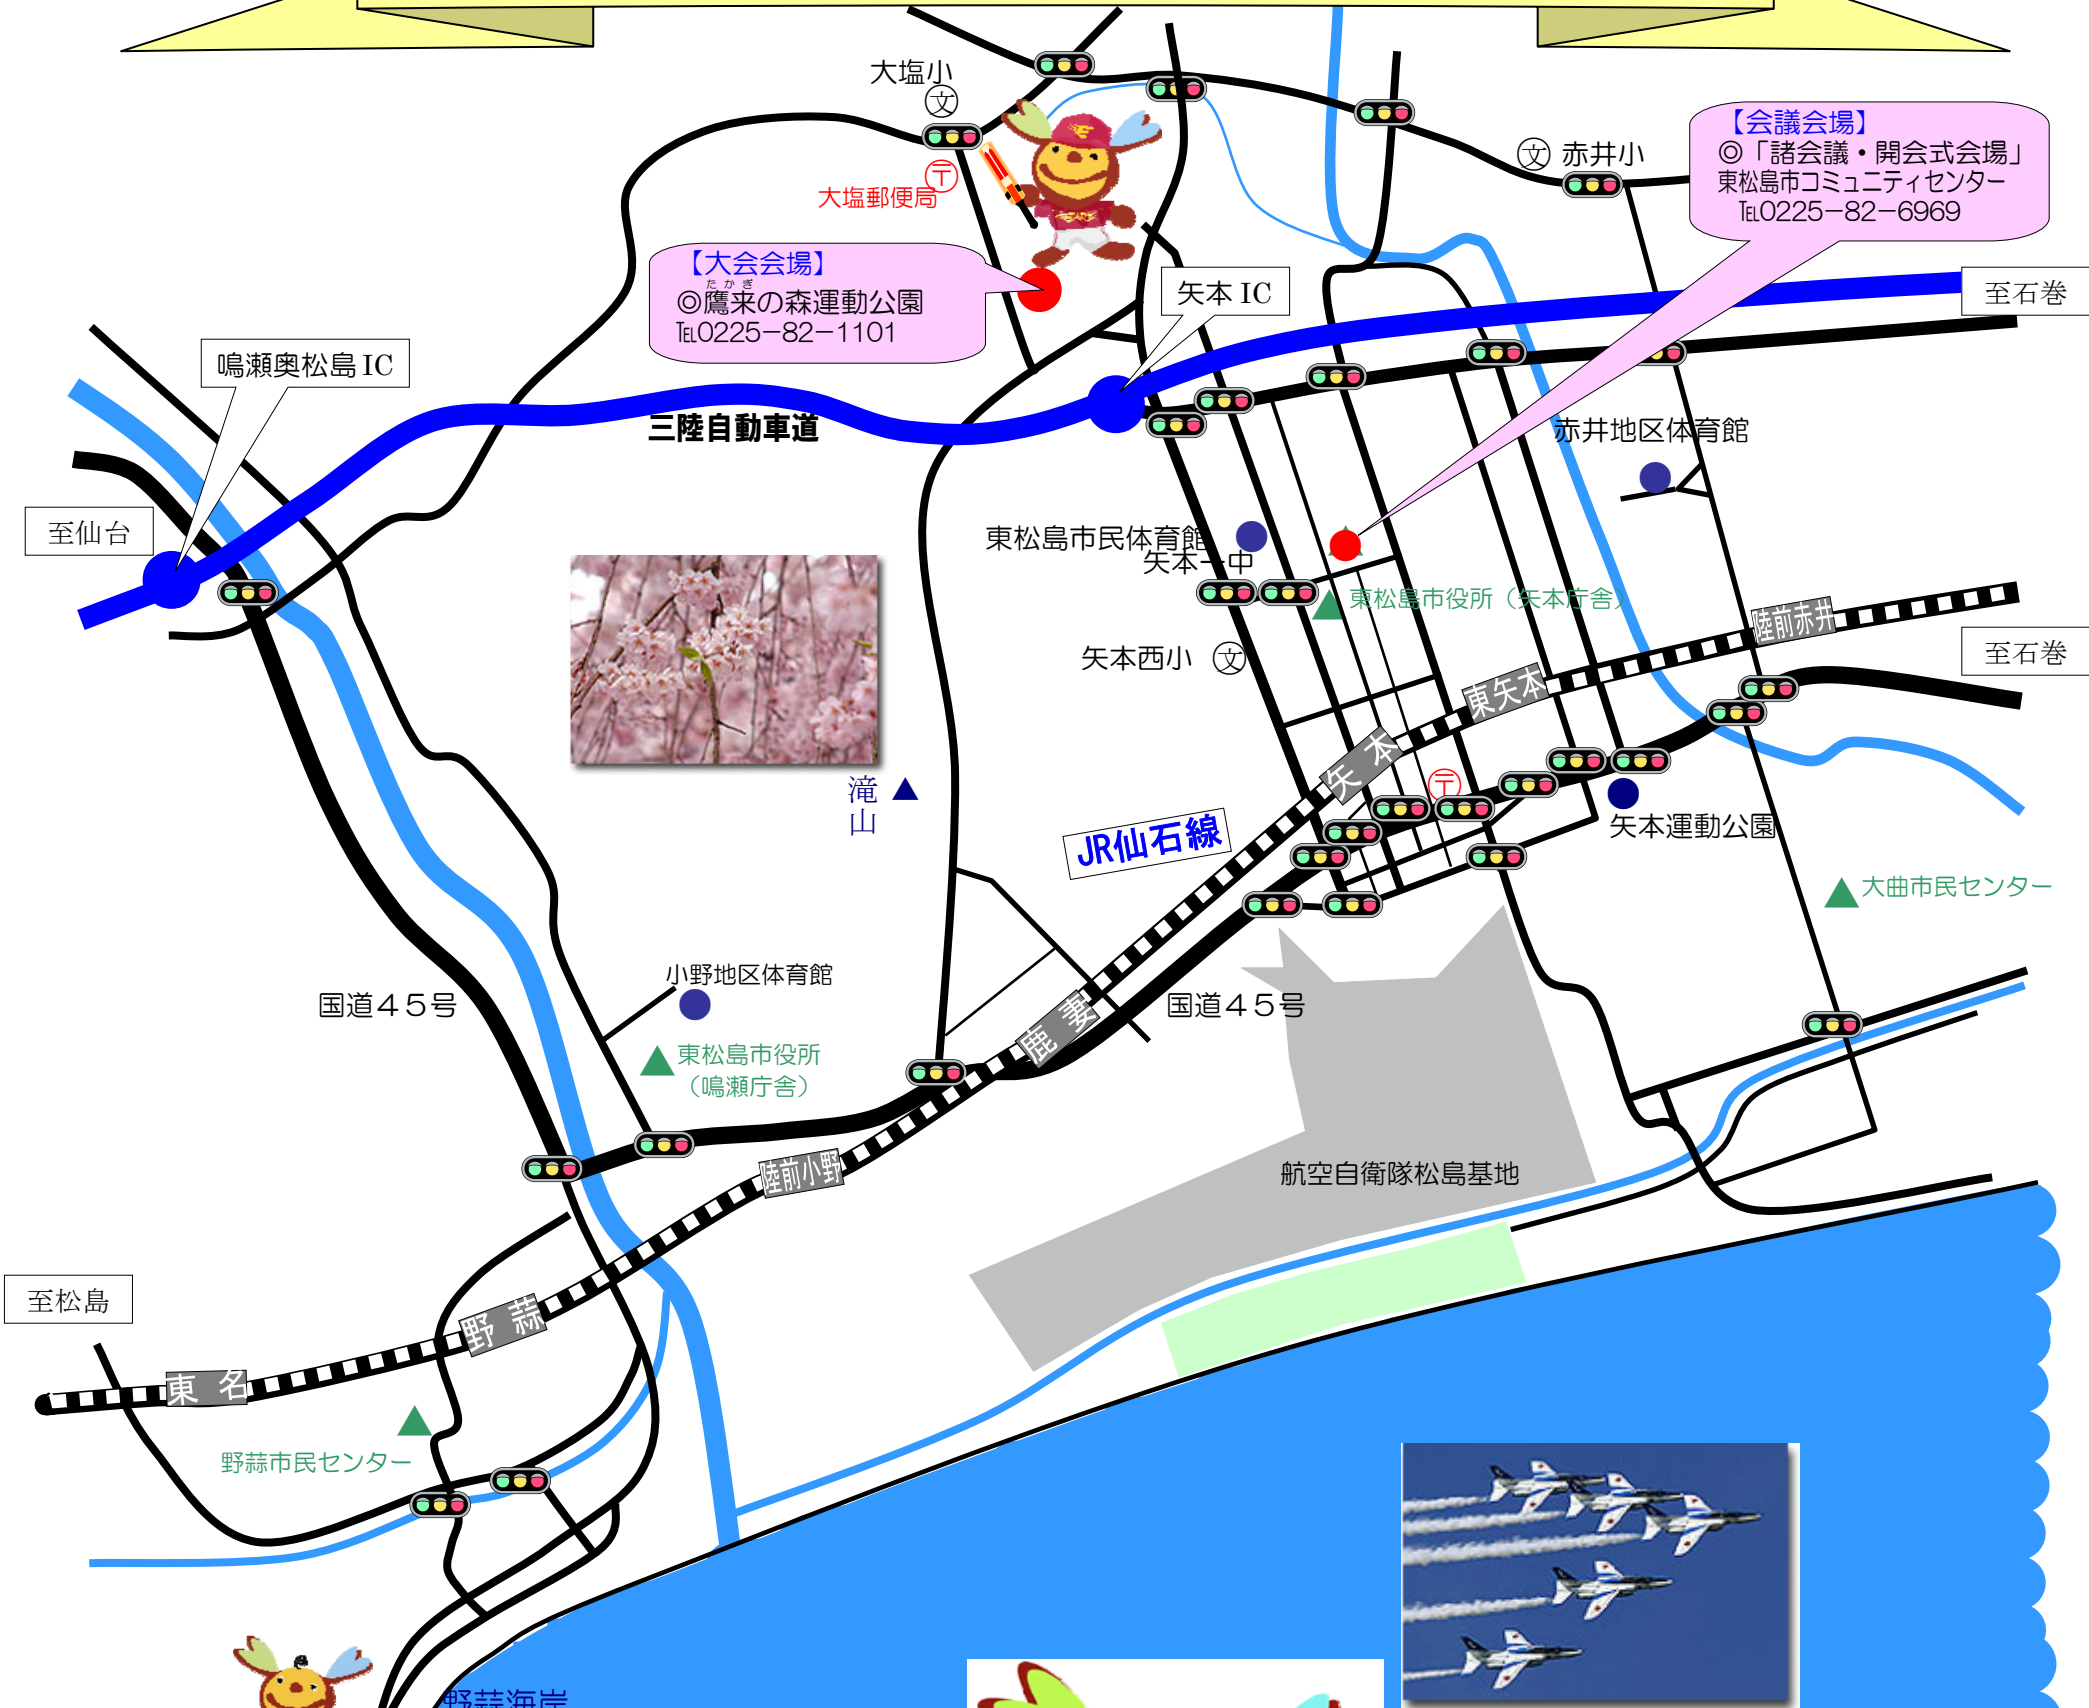 大塩小
文
大塩郵便局
〒
文 赤井小
【会議会場】
◎「諸会議・開会式会場」
東松島市コミュニティセンター
℡0225−82−6969
【大会会場】
たかぎ
◎鷹来の森運動公園
℡0225−82−1101
矢本 IC
至石巻
鳴瀬奥松島 IC
三陸自動車道
赤井地区体育館
至仙台
東松島市民体育館
矢本一中
東松島市役所（矢本庁舎）
陸前赤井
矢本西小 文
至石巻
東矢本
矢本
〒
滝山
JR仙石線
矢本運動公園
大曲市民センター
小野地区体育館
国道４５号
国道４５号
鹿妻
東松島市役所
（鳴瀬庁舎）
陸前小野
航空自衛隊松島基地
至松島
野蒜
東名
野蒜市民センター
野蒜海岸